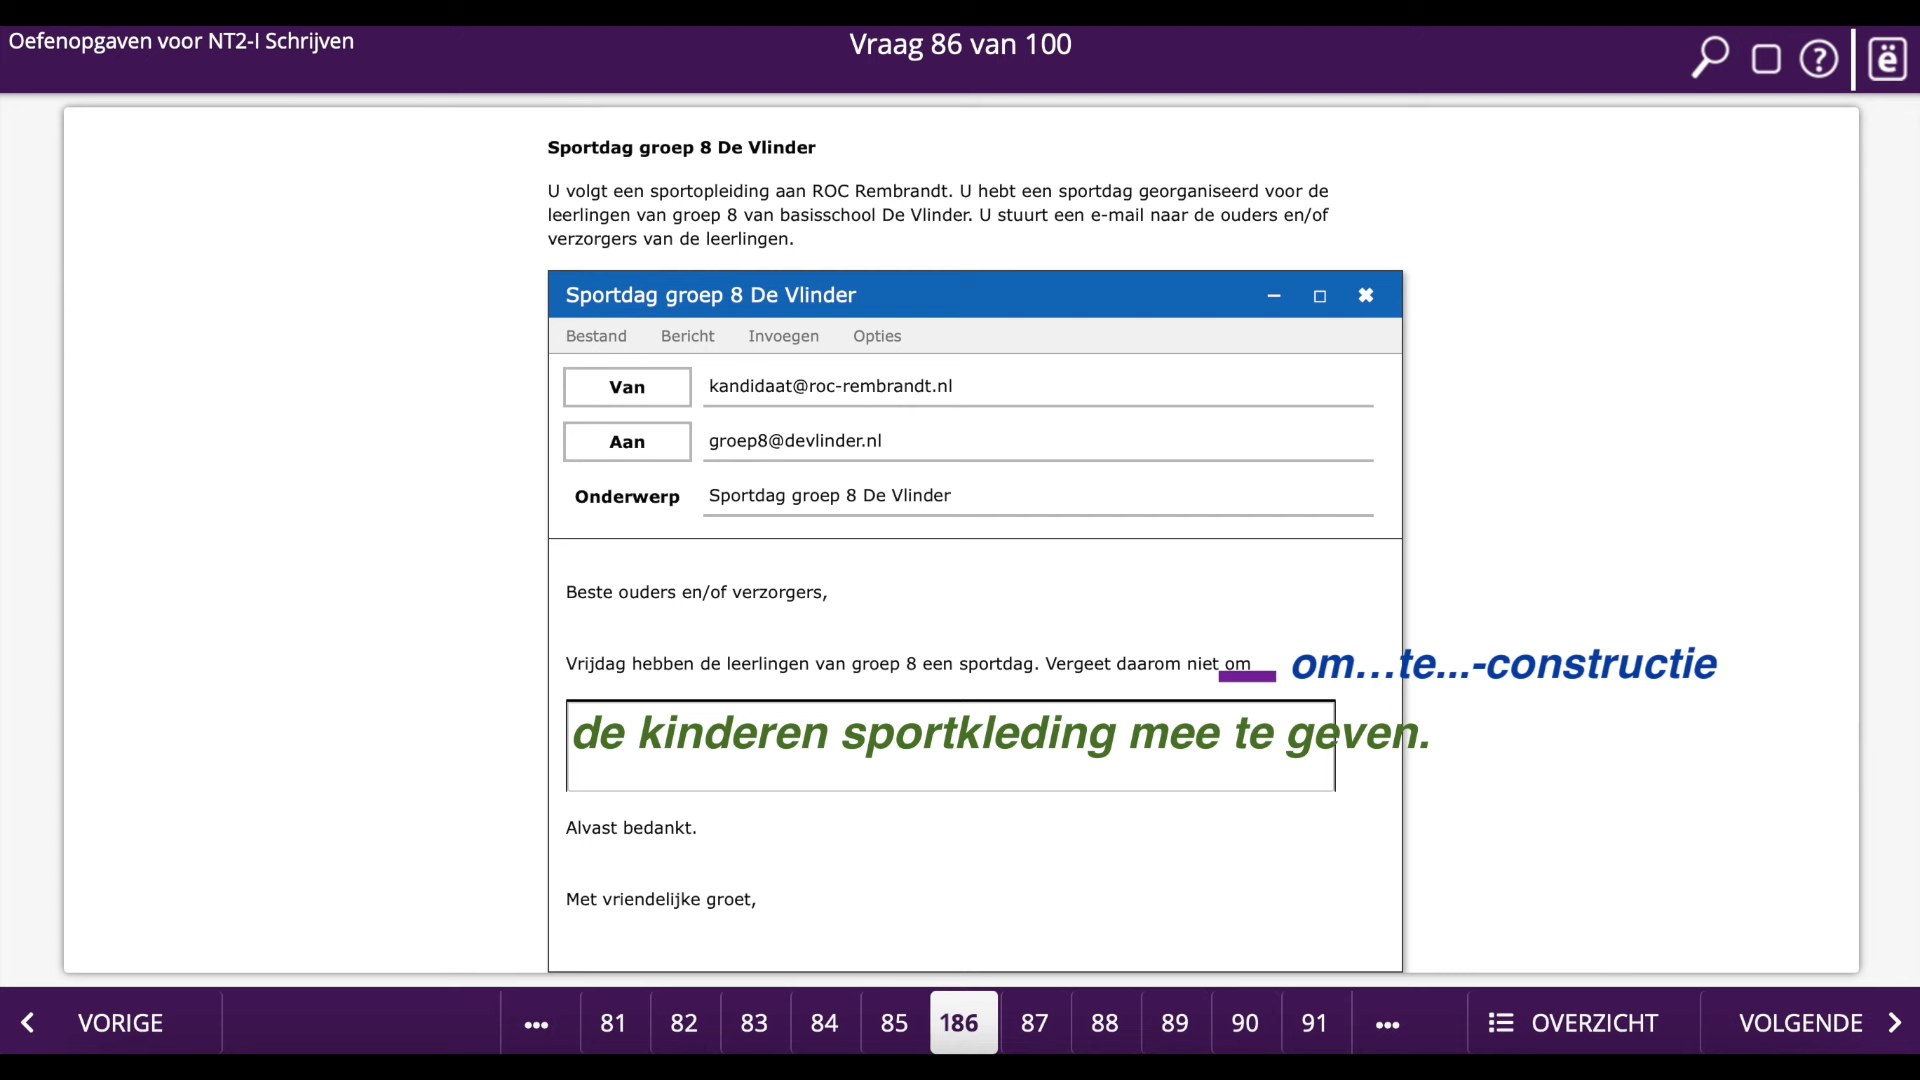 Oefenopgaven voor NT2-I Schrijven
Vraag 86 van 100
?
ë
Sportdag groep 8 De Vlinder
U volgt een sportopleiding aan ROC Rembrandt. U hebt een sportdag georganiseerd voor de
leerlingen van groep 8 van basisschool De Vlinder. U stuurt een e-mail naar de ouders en/of
verzorgers van de leerlingen.
Sportdag groep 8 De Vlinder
Bestand Bericht Invoegen Opties
Van kandidaat@roc-rembrandt.nl
Aan groep8@devlinder.nl
Onderwerp Sportdag groep 8 De Vlinder
Beste ouders en/of verzorgers,
Vrijdag hebben de leerlingen van groep 8 een sportdag. Vergeet daarom niet om
om...te...-constructie
de kinderen sportkleding mee te geven.
Alvast bedankt.
Met vriendelijke groet,
VORIGE ... 81 82 83 84 85 186 87 88 89 90 91 ... OVERZICHT VOLGENDE